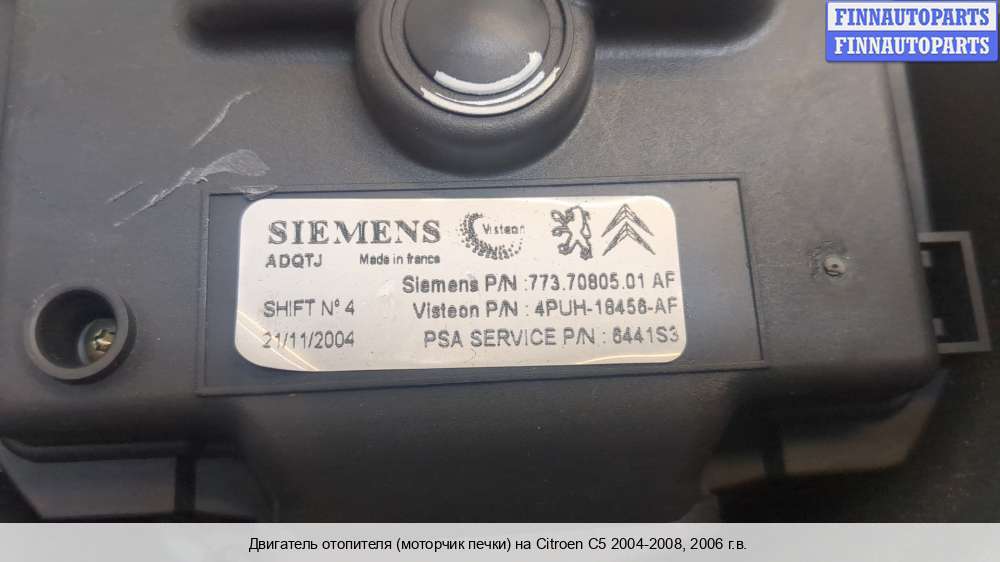 FINNAUTOPARTS
FINNAUTOPARTS
SIEMENS Visteon
ADQTJ Made in france
Siemens P/N :773.70805.01 AF
SHIFT Nº 4 Visteon P/N : 4PUH-18456-AF
21/11/2004 PSA SERVICE P/N : 6441S3
Двигатель отопителя (моторчик печки) на Citroen C5 2004-2008, 2006 г.в.